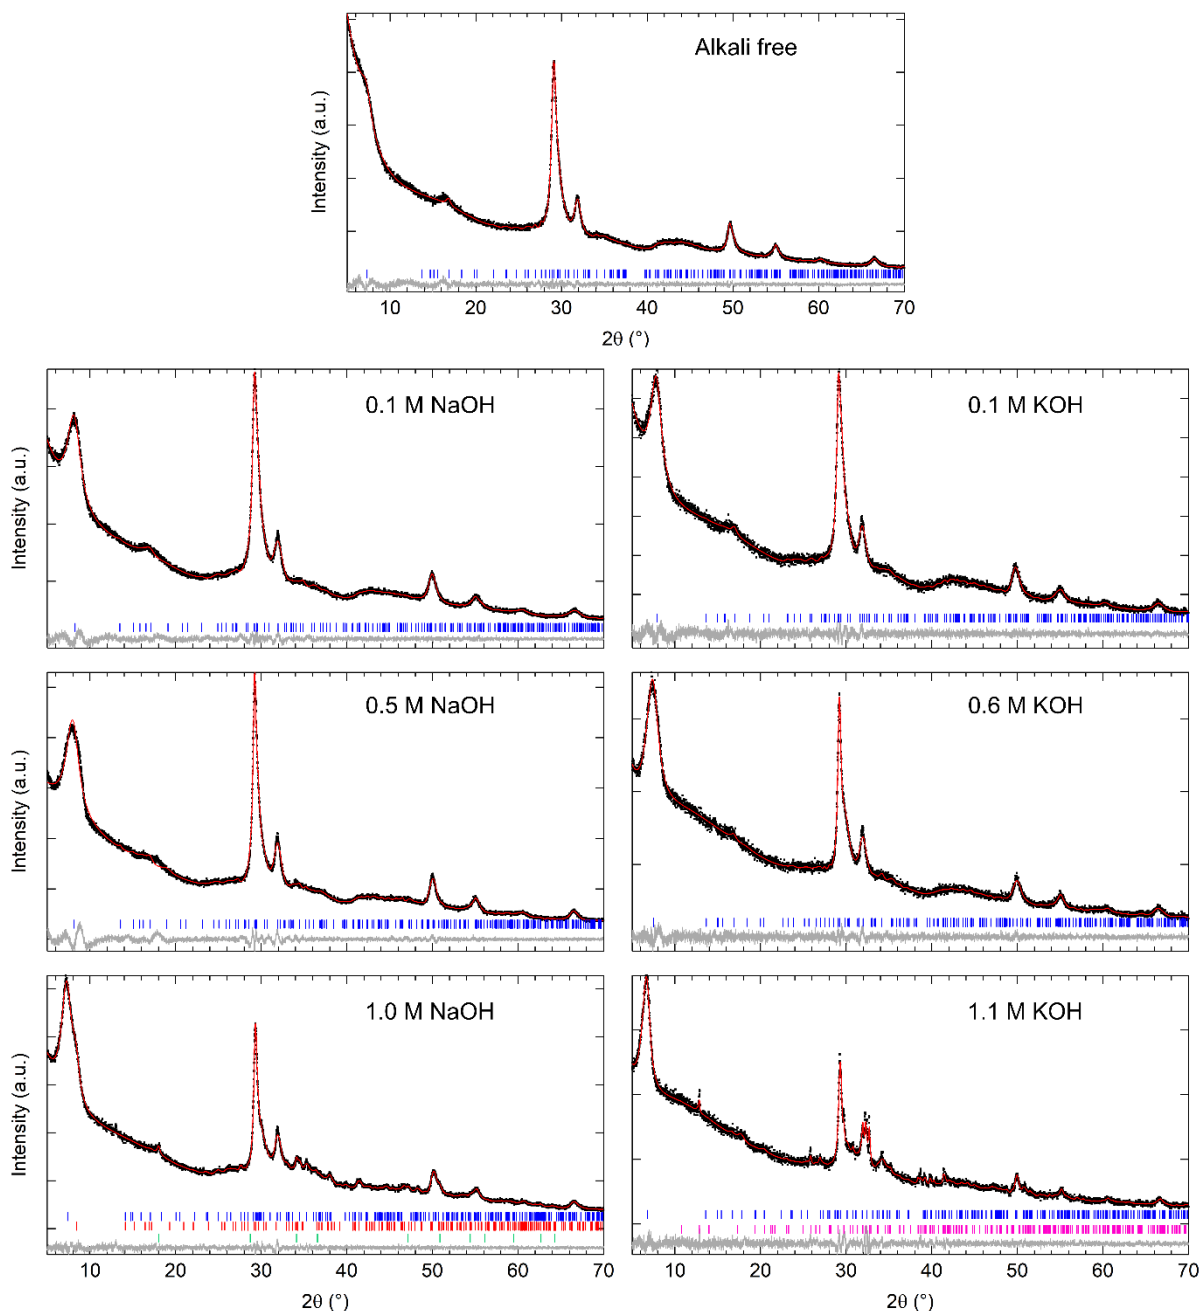 Alkali free
Intensity (a.u.)
10 20 30 40 50 60 70
2θ (°)
0.1 M NaOH
0.1 M KOH
Intensity (a.u.)
0.5 M NaOH
0.6 M KOH
Intensity (a.u.)
1.0 M NaOH
1.1 M KOH
Intensity (a.u.)
10 20 30 40 50 60 70
10 20 30 40 50 60 70
2θ (°)
2θ (°)